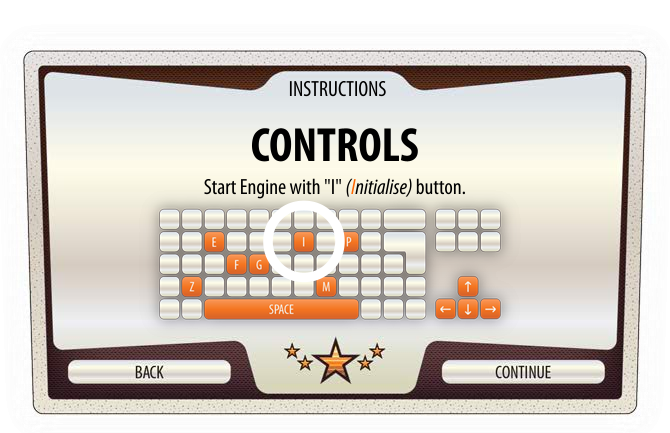 INSTRUCTIONS
CONTROLS
Start Engine with "I" (Initialise) button.
E I P
F G
Z M ↑
SPACE ← ↓ →
BACK CONTINUE